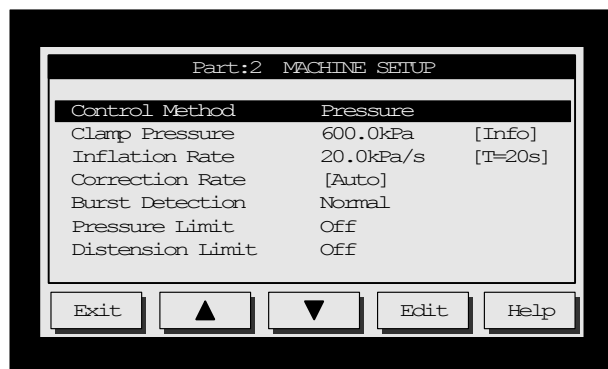 Part:2 MACHINE SETUP
Control Method Pressure
Clamp Pressure 600.0kPa [Info]
Inflation Rate 20.0kPa/s [T=20s]
Correction Rate [Auto]
Burst Detection Normal
Pressure Limit Off
Distension Limit Off
Exit ▲ ▼ Edit Help